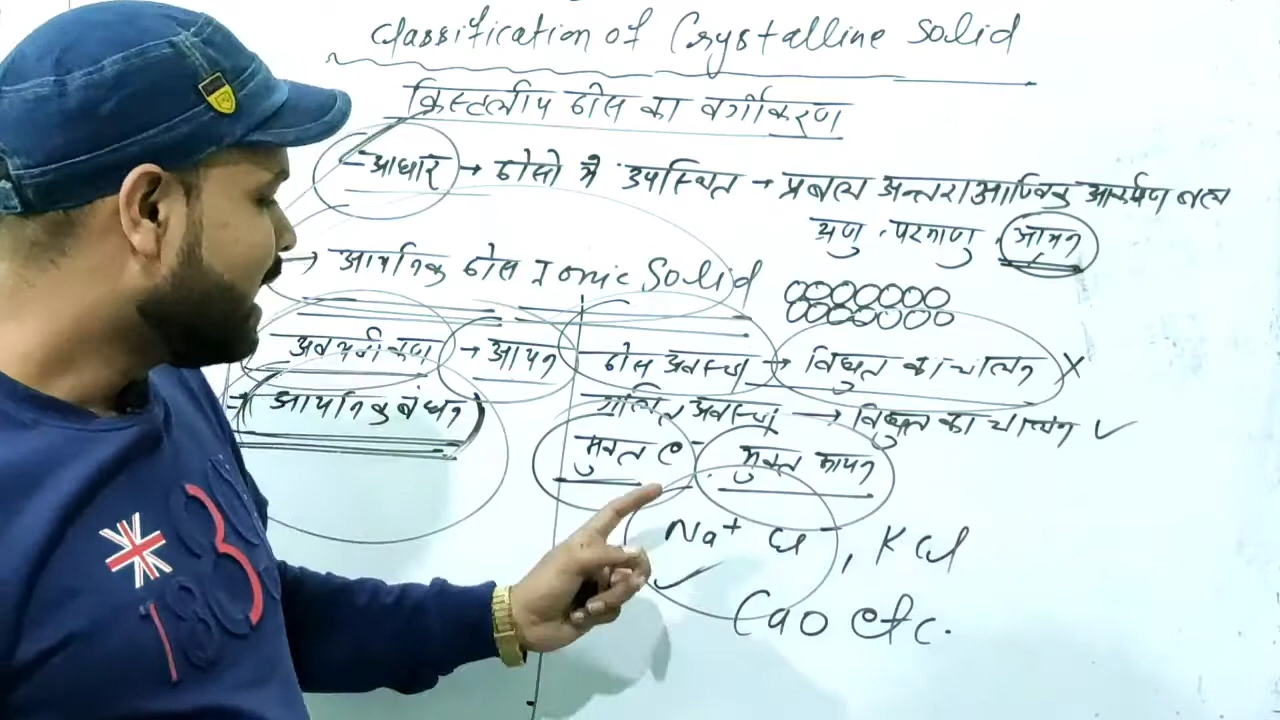 Classification of Crystalline Solid
क्रिस्टलीय ठोस का वर्गीकरण
आधार → ठोसो मे उपस्थित → प्रबल अन्तराआण्विक आकर्षण बल
अणु, परमाणु, आयन
→ आयनिक ठोस Ionic Solid
अवयवी कण → आयन
ठोस अवस्था → विद्युत का चालन X
→ आयनिक बंधन
गलित अवस्था → विद्युत का चालन ✓
मुक्त e⁻, मुक्त आयन
Na⁺ Cl⁻, KCl
CaO etc.
183